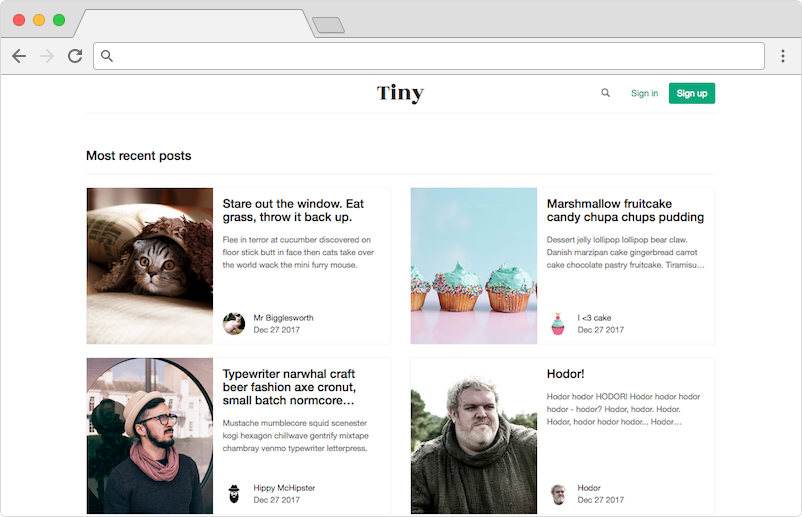 Tiny
Sign in
Sign up
Most recent posts
Stare out the window. Eat
grass, throw it back up.
Flee in terror at cucumber discovered on
floor stick butt in face then cats take over
the world wack the mini furry mouse.
Mr Bigglesworth
Dec 27 2017
Marshmallow fruitcake
candy chupa chups pudding
Dessert jelly lollipop lollipop bear claw.
Danish marzipan cake gingerbread carrot
cake chocolate pastry fruitcake. Tiramisu...
I <3 cake
Dec 27 2017
Typewriter narwhal craft
beer fashion axe cronut,
small batch normcore...
Mustache mumblecore squid scenester
kogi hexagon chillwave gentrify mixtape
chambray venmo typewriter letterpress.
Hippy McHipster
Dec 27 2017
Hodor!
Hodor hodor HODOR! Hodor hodor hodor
hodor - hodor? Hodor, hodor. Hodor.
Hodor, hodor hodor hodor... Hodor...
Hodor
Dec 27 2017